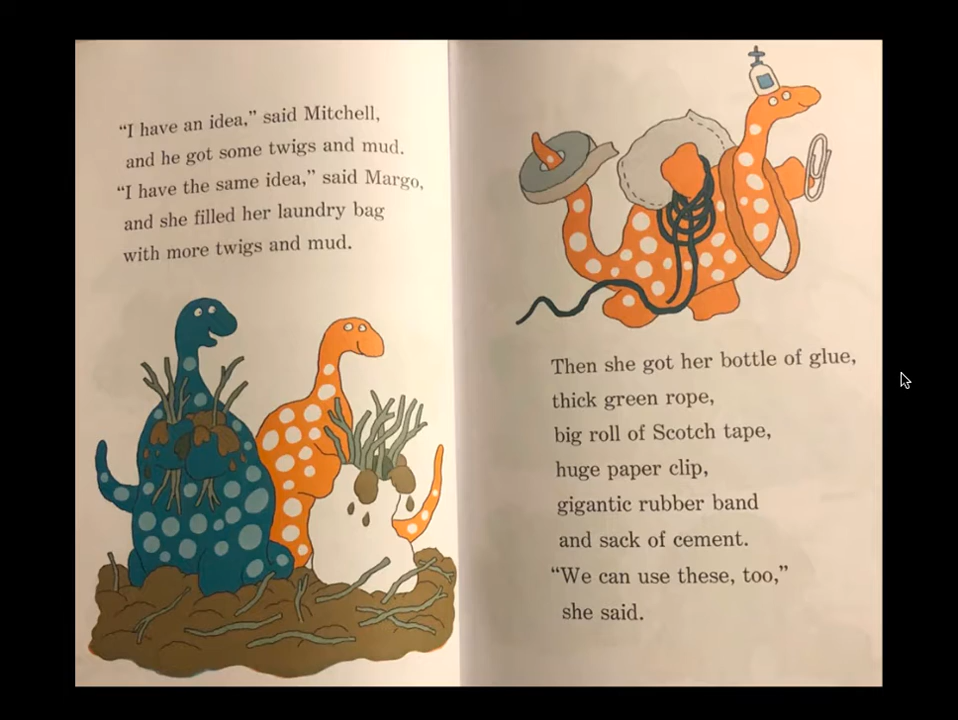 “I have an idea,” said Mitchell,
and he got some twigs and mud.
“I have the same idea,” said Margo,
and she filled her laundry bag
with more twigs and mud.
Then she got her bottle of glue,
thick green rope,
big roll of Scotch tape,
huge paper clip,
gigantic rubber band
and sack of cement.
“We can use these, too,”
she said.